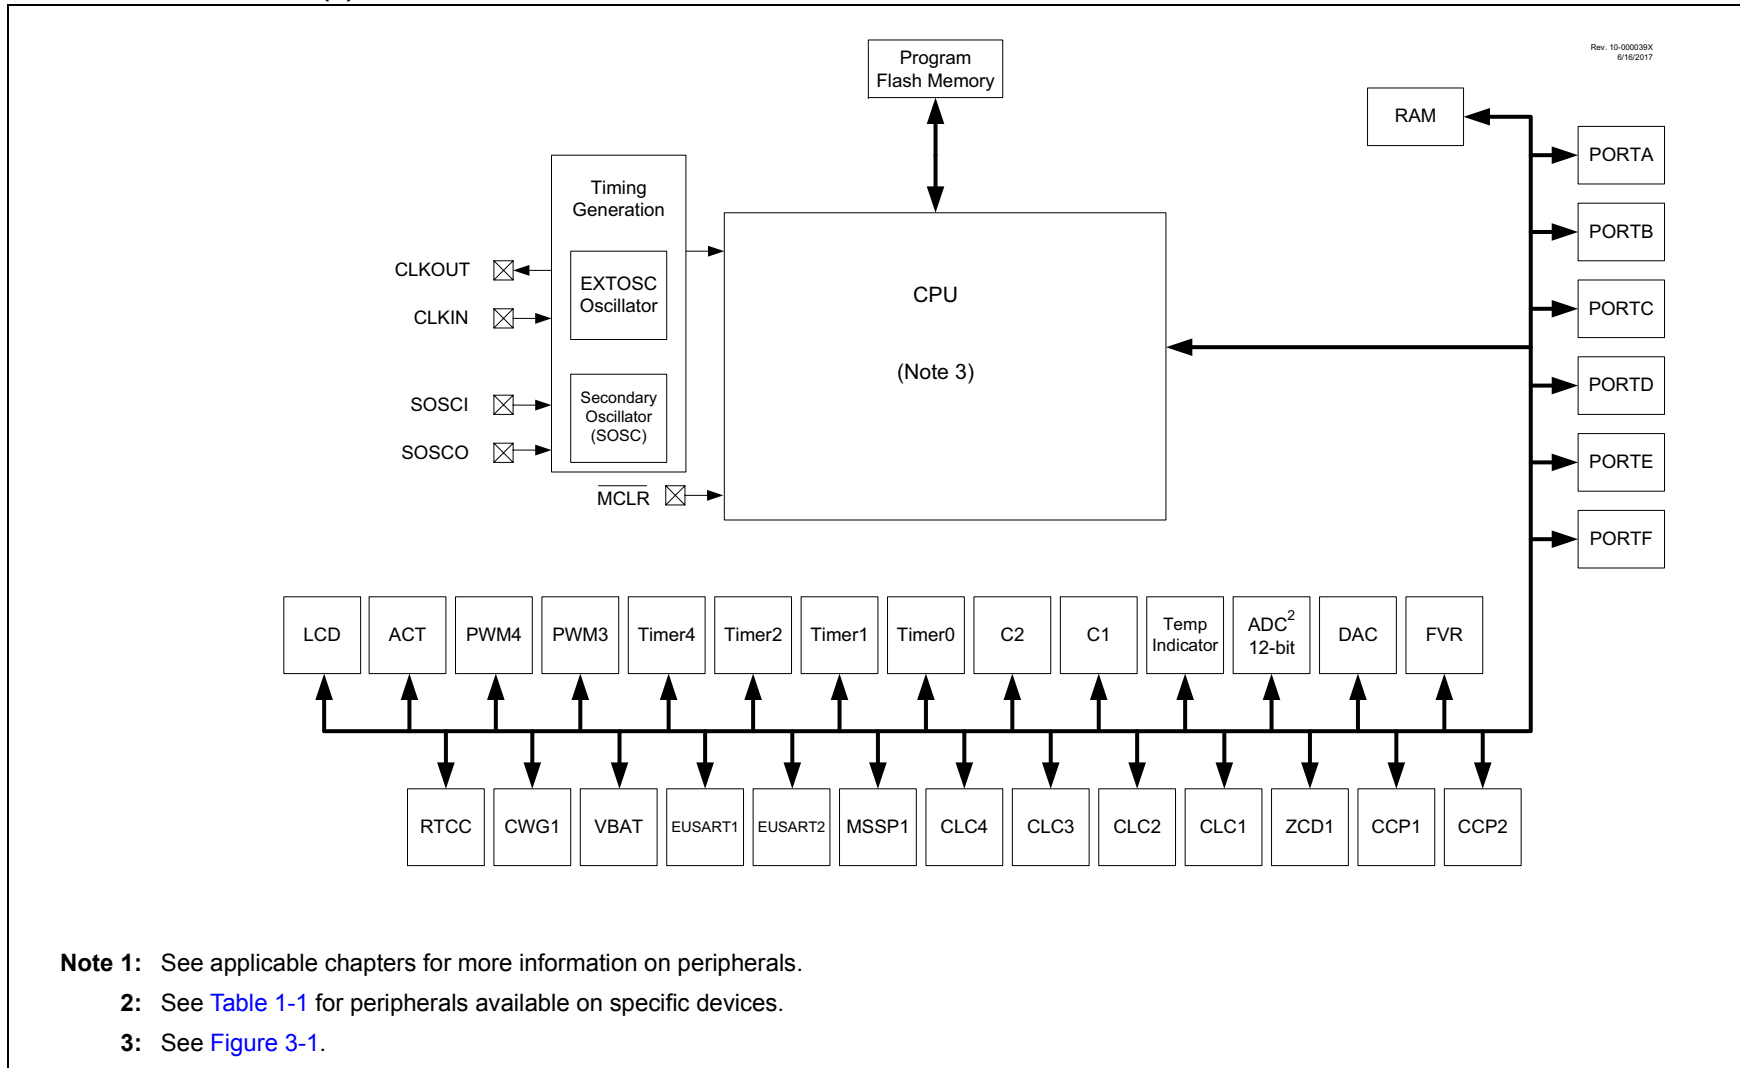 Rev. 10-000039X
6/16/2017
Program
Flash Memory
RAM
PORTA
PORTB
PORTC
PORTD
PORTE
PORTF
Timing
Generation
EXTOSC
Oscillator
Secondary
Oscillator
(SOSC)
CLKOUT
CLKIN
SOSCI
SOSCO
MCLR
CPU
(Note 3)
LCD
ACT
PWM4
PWM3
Timer4
Timer2
Timer1
Timer0
C2
C1
Temp
Indicator
ADC2
12-bit
DAC
FVR
RTCC
CWG1
VBAT
EUSART1
EUSART2
MSSP1
CLC4
CLC3
CLC2
CLC1
ZCD1
CCP1
CCP2
Note 1: See applicable chapters for more information on peripherals.
2: See Table 1-1 for peripherals available on specific devices.
3: See Figure 3-1.